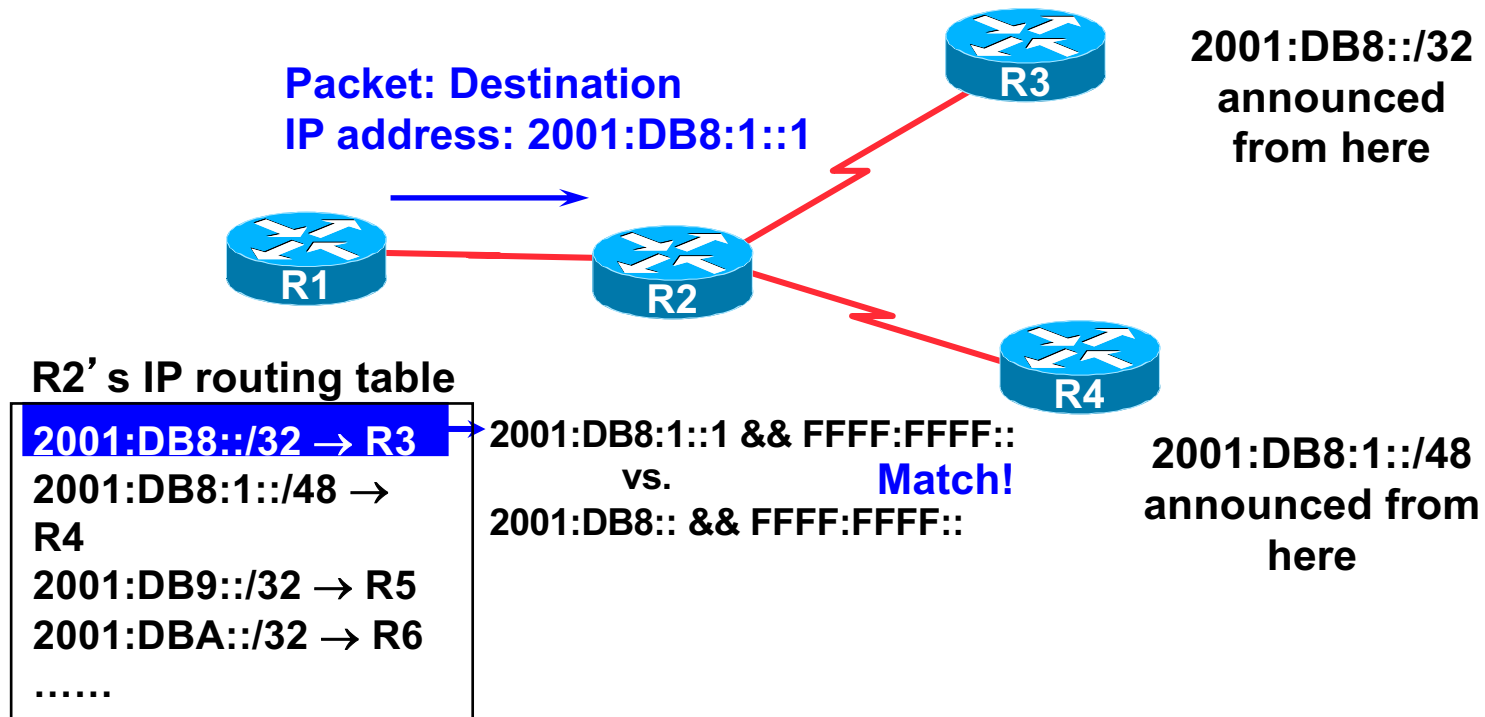 Packet: Destination
IP address: 2001:DB8:1::1
R3
2001:DB8::/32
announced
from here
R1
R2
R4
R2’s IP routing table
2001:DB8::/32 → R3
2001:DB8:1::/48 →
R4
2001:DB9::/32 → R5
2001:DBA::/32 → R6
……
2001:DB8:1::1 && FFFF:FFFF::
vs.
Match!
2001:DB8:: && FFFF:FFFF::
2001:DB8:1::/48
announced from
here